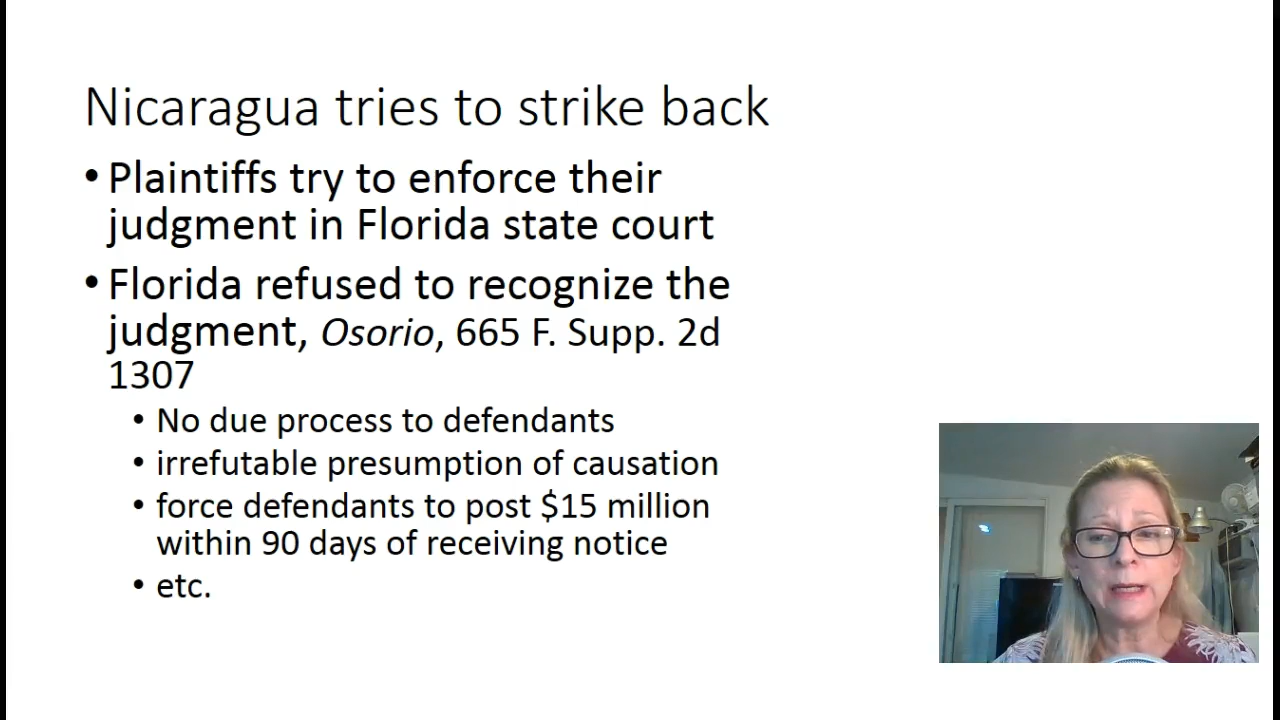 Nicaragua tries to strike back
• Plaintiffs try to enforce their
judgment in Florida state court
• Florida refused to recognize the
judgment, Osorio, 665 F. Supp. 2d
1307
• No due process to defendants
• irrefutable presumption of causation
• force defendants to post $15 million
within 90 days of receiving notice
• etc.